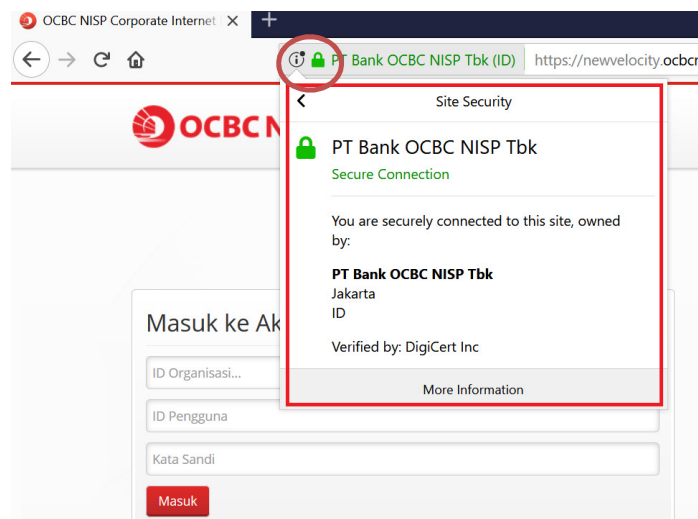 OCBC NISP Corporate Internet
PT Bank OCBC NISP Tbk (ID)
https://newvelocity.ocbcn
Site Security
OCBC N
PT Bank OCBC NISP Tbk
Secure Connection
You are securely connected to this site, owned
by:
PT Bank OCBC NISP Tbk
Jakarta
ID
Verified by: DigiCert Inc
More Information
Masuk ke Ak
ID Organisasi...
ID Pengguna
Kata Sandi
Masuk